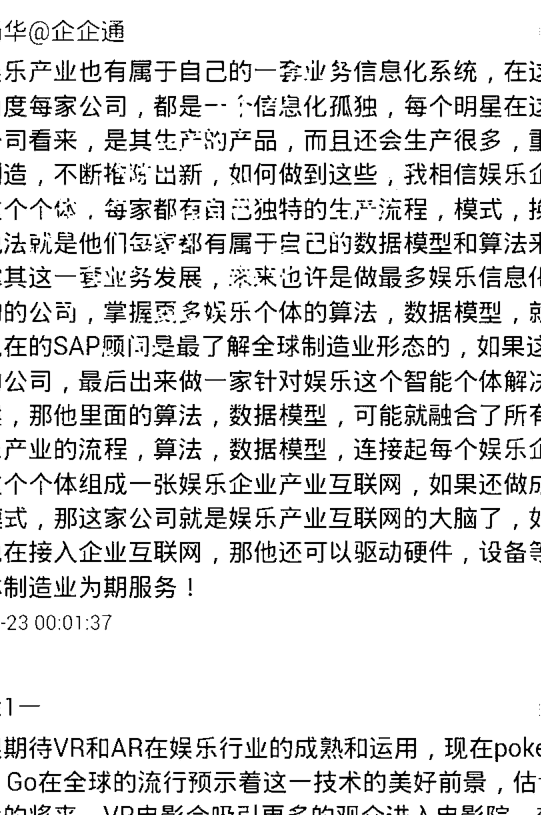 华@企企通
乐产业也有属于自己的一套业务信息化系统，在这
度每家公司，都是一个信息化孤独，每个明星在这
司看来，是其生产的产品，而且还会生产很多，重
造，不断推陈出新，如何做到这些，我相信娱乐企
个个体，每家都有自己独特的生产流程，模式，换
法就是他们每家都有属于自己的数据模型和算法来
其这一套业务发展，未来也许是做最多娱乐信息化
的公司，掌握更多娱乐个体的算法，数据模型，就
在的SAP顾问是最了解全球制造业形态的，如果这
公司，最后出来做一家针对娱乐这个智能个体解决
，那他里面的算法，数据模型，可能就融合了所有
产业的流程，算法，数据模型，连接起每个娱乐企
个个体组成一张娱乐企业产业互联网，如果还做成
模式，那这家公司就是娱乐产业互联网的大脑了，如
在接入企业互联网，那他还可以驱动硬件，设备等
制造业为期服务！
-23 00:01:37
1一
期待VR和AR在娱乐行业的成熟和运用，现在poke
Go在全球的流行预示着这一技术的美好前景，估
的将来，VR电影会吸引更多的观众进入电影院，